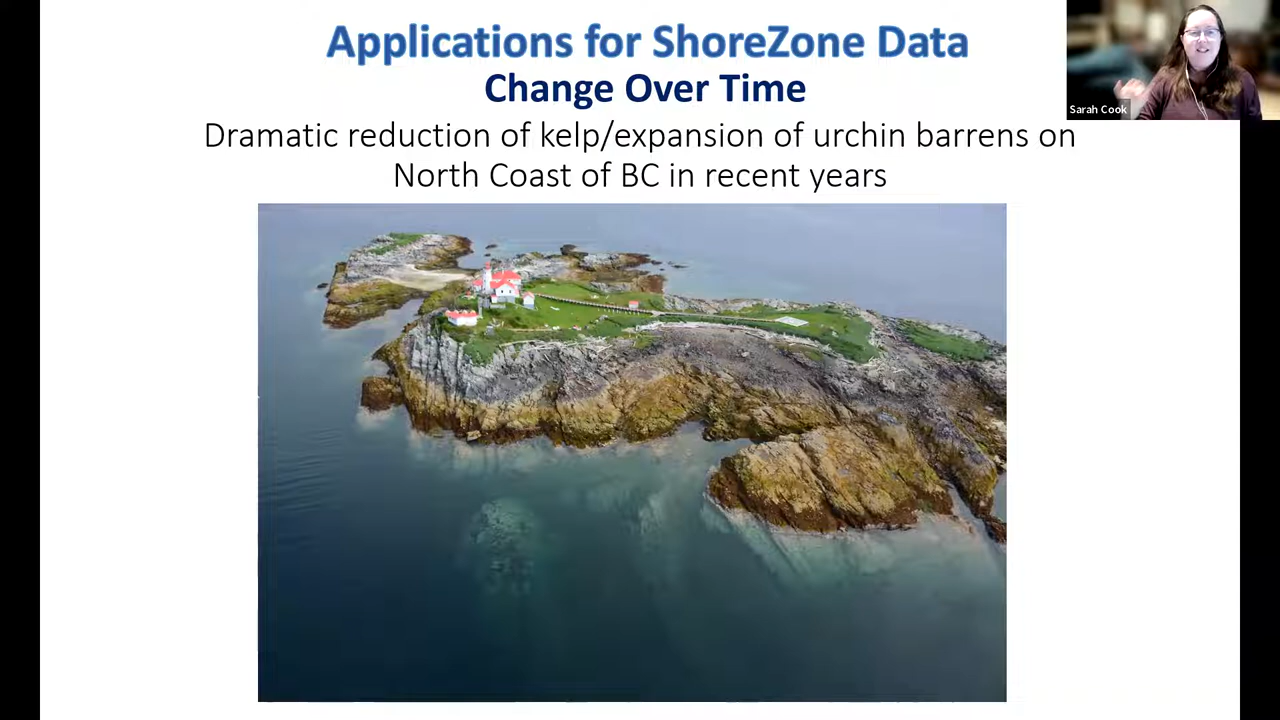 Applications for ShoreZone Data
Change Over Time
Dramatic reduction of kelp/expansion of urchin barrens on
North Coast of BC in recent years
Sarah Cook